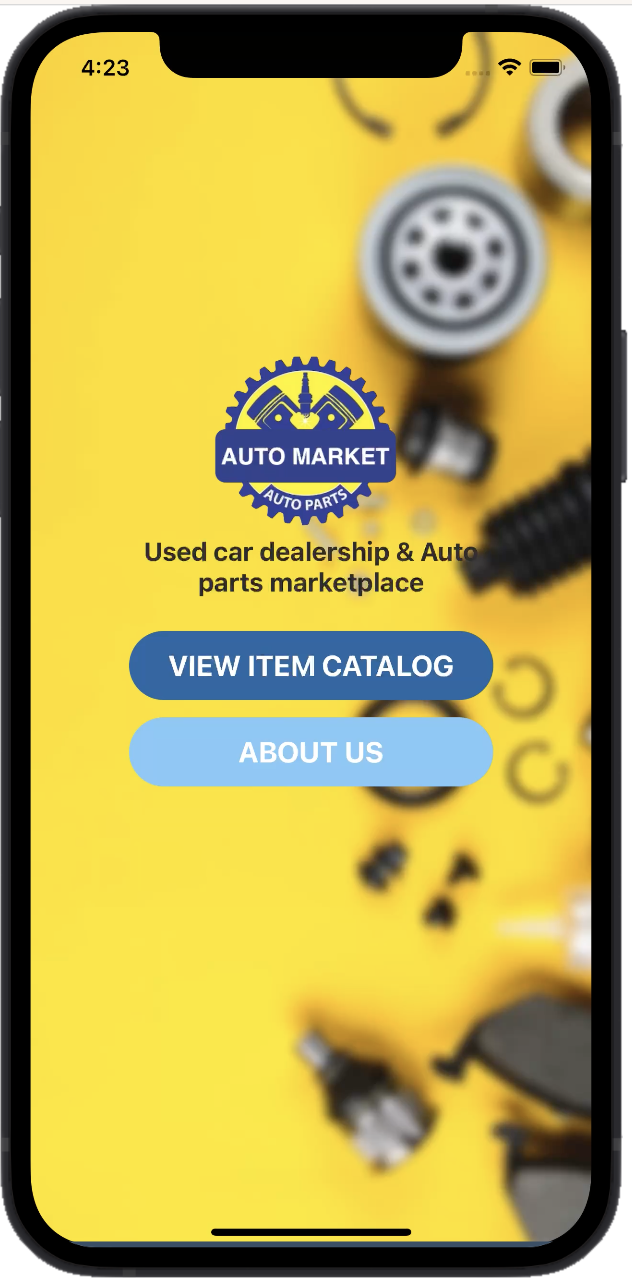 4:23
AUTO MARKET
AUTO PARTS
Used car dealership & Auto
parts marketplace
VIEW ITEM CATALOG
ABOUT US